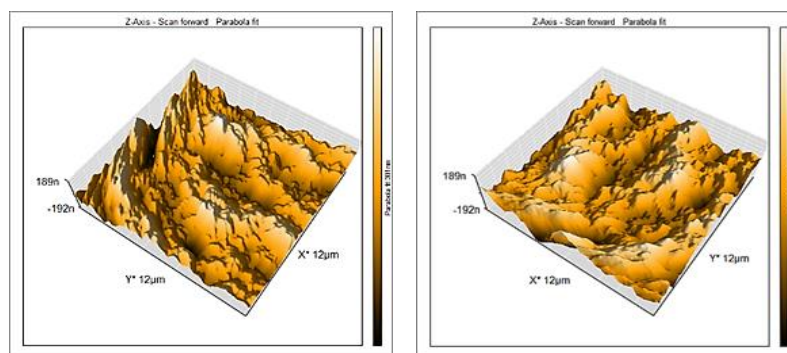 Z-Axis - Scan forward Parabola fit
189n
-192n
Y* 12µm
X* 12µm
Z-Axis - Scan forward Parabola fit
189n
-192n
X* 12µm
Y* 12µm